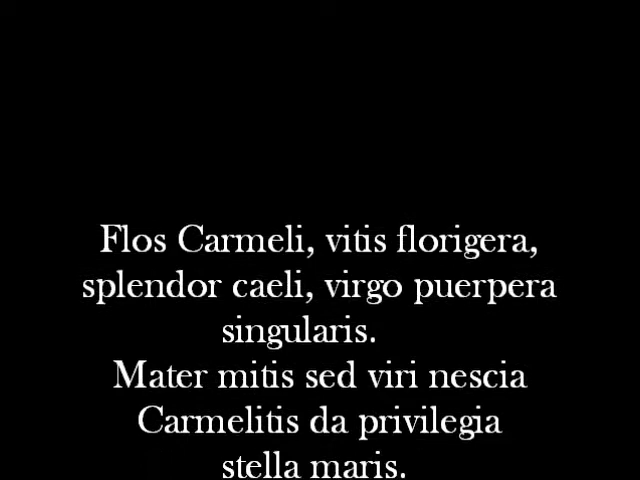 Flos Carmeli, vitis florigera,
splendor caeli, virgo puerpera
singularis.
Mater mitis sed viri nescia
Carmelitis da privilegia
stella maris.